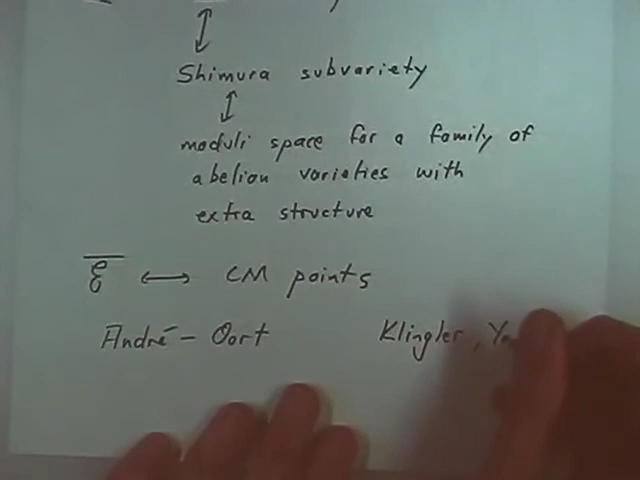 Shimura subvariety
moduli space for a family of
abelian varieties with
extra structure
ℰ̅ ⟷ CM points
André – Oort Klingler,